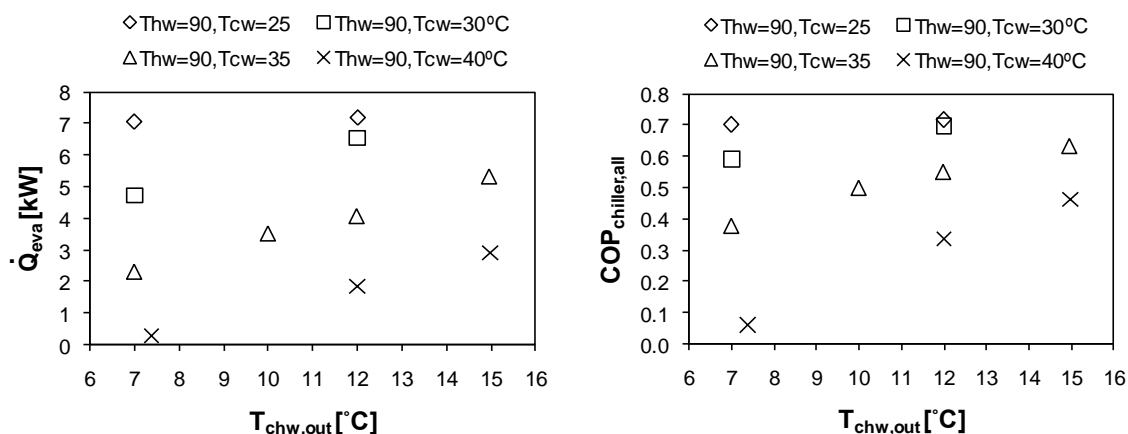 Thw=90,Tcw=25 Thw=90,Tcw=30ºC
Thw=90,Tcw=35 Thw=90,Tcw=40ºC
8
7
6
5
4
3
2
1
0
Q̇eva [kW]
6 7 8 9 10 11 12 13 14 15 16
Tchw,out [°C]
Thw=90,Tcw=25 Thw=90,Tcw=30ºC
Thw=90,Tcw=35 Thw=90,Tcw=40ºC
0.8
0.7
0.6
0.5
0.4
0.3
0.2
0.1
0.0
COPchiller,all
6 7 8 9 10 11 12 13 14 15 16
Tchw,out [°C]